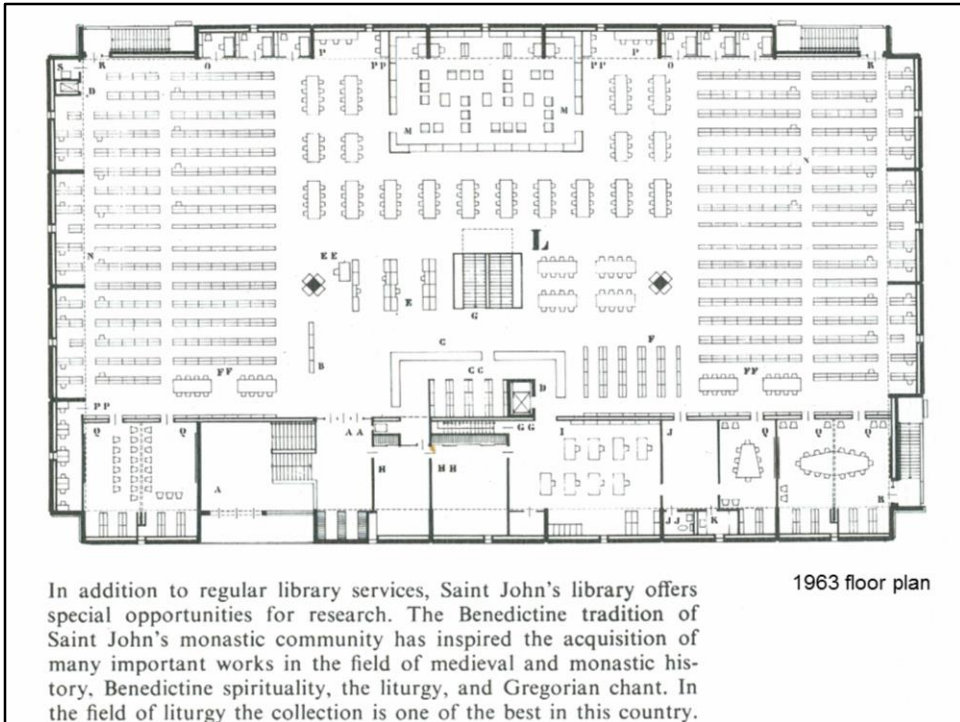 R O P P O R
S P P P P
D M M
N
L
E E
N E
G
B C F
F F C C D F F
P P
Q Q A A G G I J Q Q Q
H H H
A
R
J J K
1963 floor plan
In addition to regular library services, Saint John's library offers
special opportunities for research. The Benedictine tradition of
Saint John's monastic community has inspired the acquisition of
many important works in the field of medieval and monastic his-
tory, Benedictine spirituality, the liturgy, and Gregorian chant. In
the field of liturgy the collection is one of the best in this country.